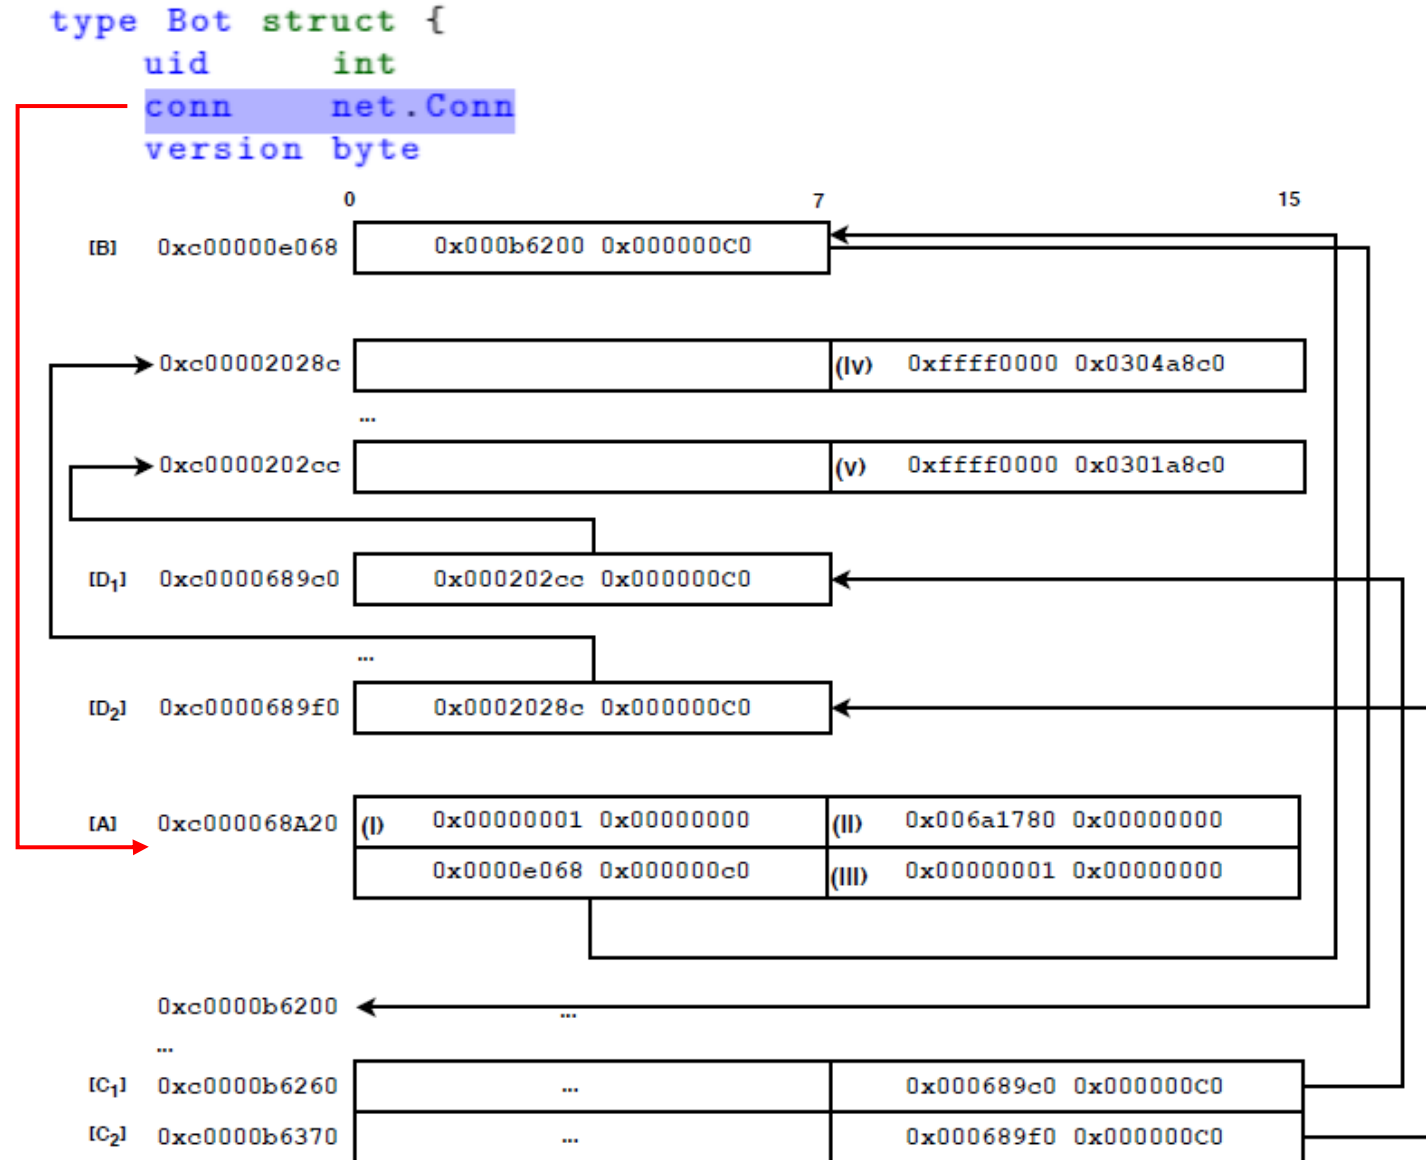 type Bot struct {
uid int
conn net.Conn
version byte
0 7 15
[B] 0xc00000e068 0x000b6200 0x000000C0
0xc00002028c (Iv) 0xffff0000 0x0304a8c0
...
0xc0000202cc (v) 0xffff0000 0x0301a8c0
[D1] 0xc0000689c0 0x000202cc 0x000000C0
...
[D2] 0xc0000689f0 0x0002028c 0x000000C0
[A] 0xc000068A20 (I) 0x00000001 0x00000000 (II) 0x006a1780 0x00000000
0x0000e068 0x000000c0 (III) 0x00000001 0x00000000
0xc0000b6200 ...
...
[C1] 0xc0000b6260 ... 0x000689c0 0x000000C0
[C2] 0xc0000b6370 ... 0x000689f0 0x000000C0